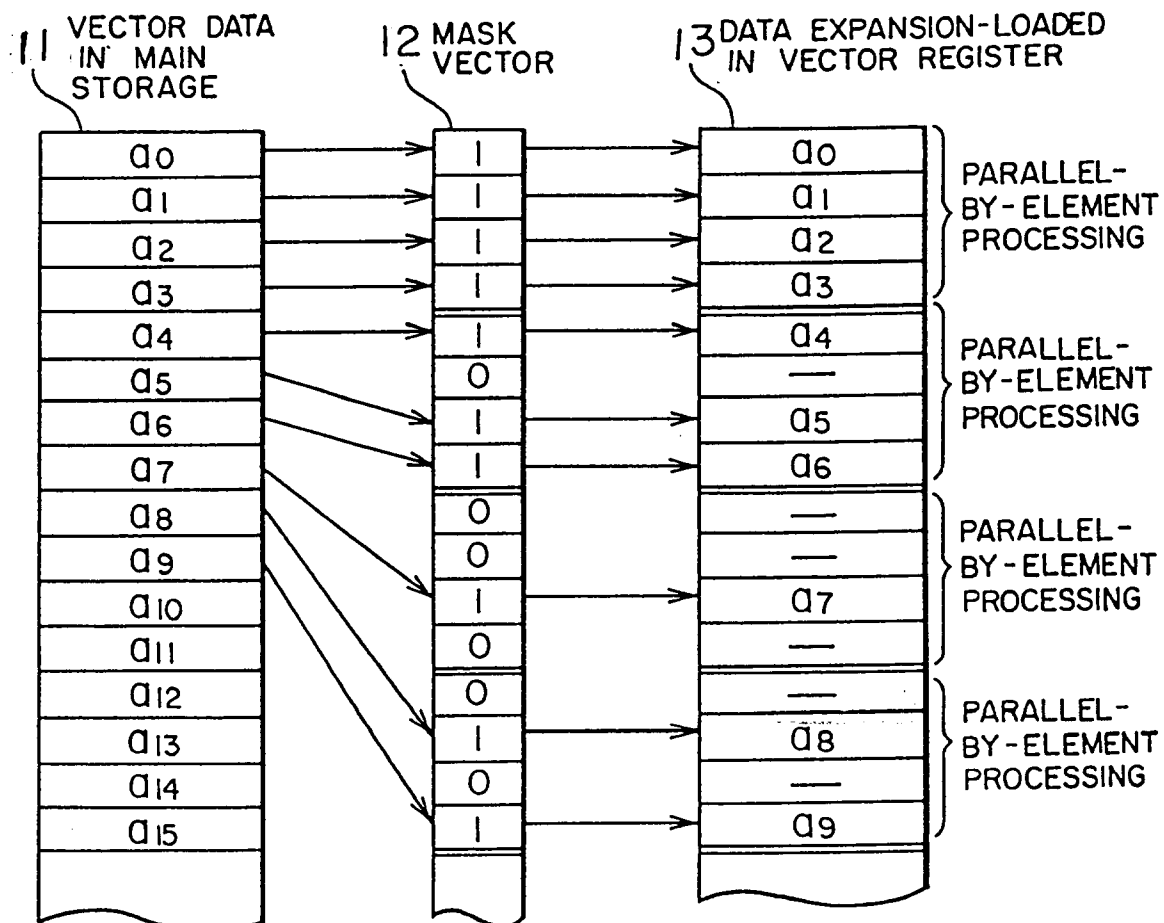 11 VECTOR DATA
IN MAIN
STORAGE
12 MASK
VECTOR
13 DATA EXPANSION-LOADED
IN VECTOR REGISTER
a0 1 a0
a1 1 a1
a2 1 a2
a3 1 a3
a4 1 a4
a5 0 —
a6 1 a5
a7 1 a6
a8 0 —
a9 0 —
a10 1 a7
a11 0 —
a12 0 —
a13 1 a8
a14 0 —
a15 1 a9
PARALLEL-
BY-ELEMENT
PROCESSING
PARALLEL-
BY-ELEMENT
PROCESSING
PARALLEL-
BY-ELEMENT
PROCESSING
PARALLEL-
BY-ELEMENT
PROCESSING